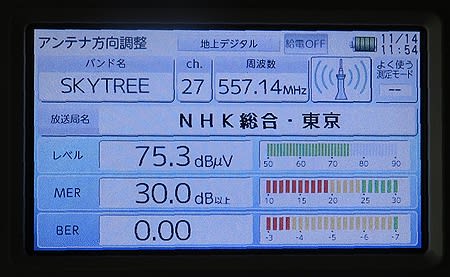 アンテナ方向調整 地上デジタル 給電OFF 11/14
11:54
バンド名 ch. 周波数 よく使う
測定モード
SKYTREE 27 557.14MHz --
放送局名 NHK総合・東京
レベル 75.3dBμV
50 60 70 80 90
MER 30.0dB以上
10 15 20 25 30
BER 0.00
-3 -4 -5 -6 -7